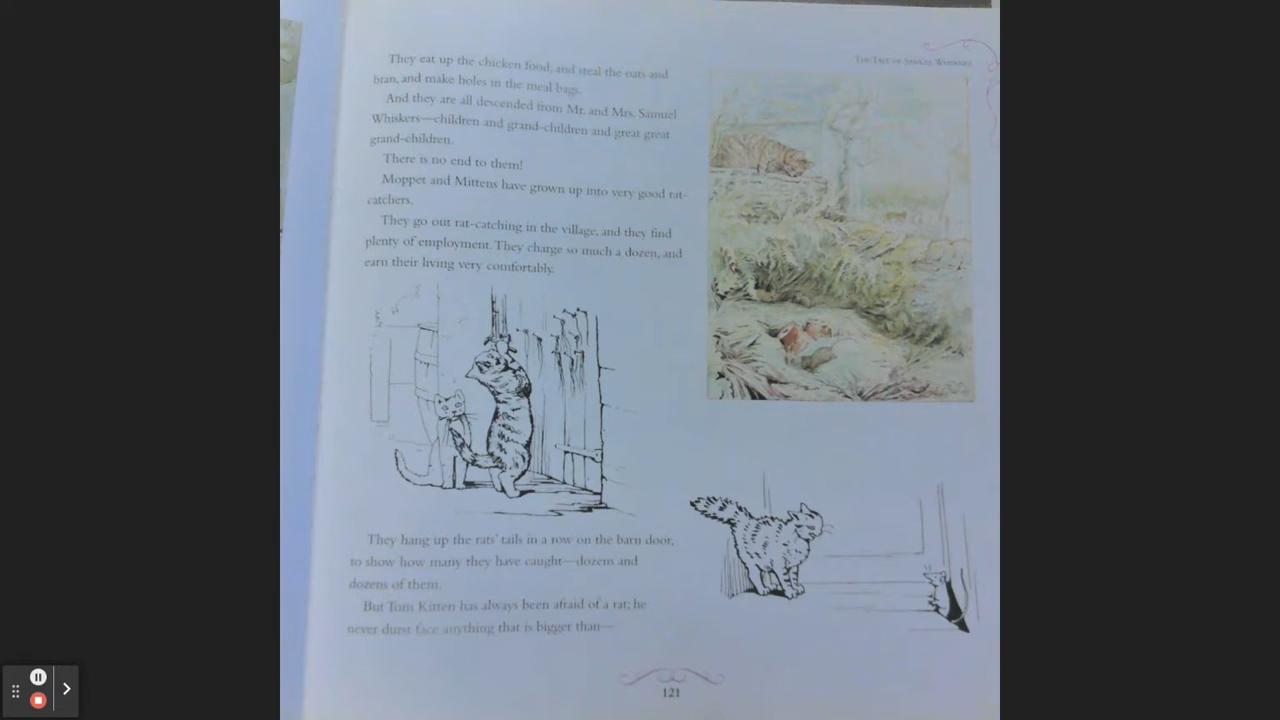 They eat up the chicken food, and steal the oats and
bran, and make holes in the meal bags.
And they are all descended from Mr. and Mrs. Samuel
Whiskers—children and grand-children and great great
grand-children.
There is no end to them!
Moppet and Mittens have grown up into very good rat-
catchers.
They go out rat-catching in the village, and they find
plenty of employment. They charge so much a dozen, and
earn their living very comfortably.
They hang up the rats' tails in a row on the barn door,
to show how many they have caught—dozens and
dozens of them.
But Tom Kitten has always been afraid of a rat; he
never durst face anything that is bigger than—
The Tale of Samuel Whiskers
121